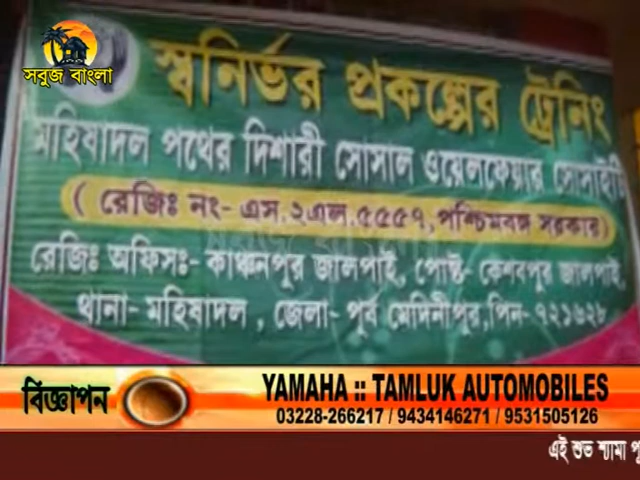 সবুজ বাংলা
স্বনির্ভর প্রকল্পের ট্রেনিং
মহিষাদল পথের দিশারী সোসাল ওয়েলফেয়ার সোসাইটি
( রেজিঃ নং- এস.২এল.৫৫৫৭,পশ্চিমবঙ্গ সরকার)
রেজিঃ অফিসঃ- কাঞ্চনপুর জালপাই, পোষ্ট- কেশবপুর জালপাই,
থানা- মহিষাদল , জেলা- পূর্ব মেদিনীপুর,পিন-৭২১৬২৮
বিজ্ঞাপন
YAMAHA :: TAMLUK AUTOMOBILES
03228-266217 / 9434146271 / 9531505126
এই শুভ শ্যামা পূ